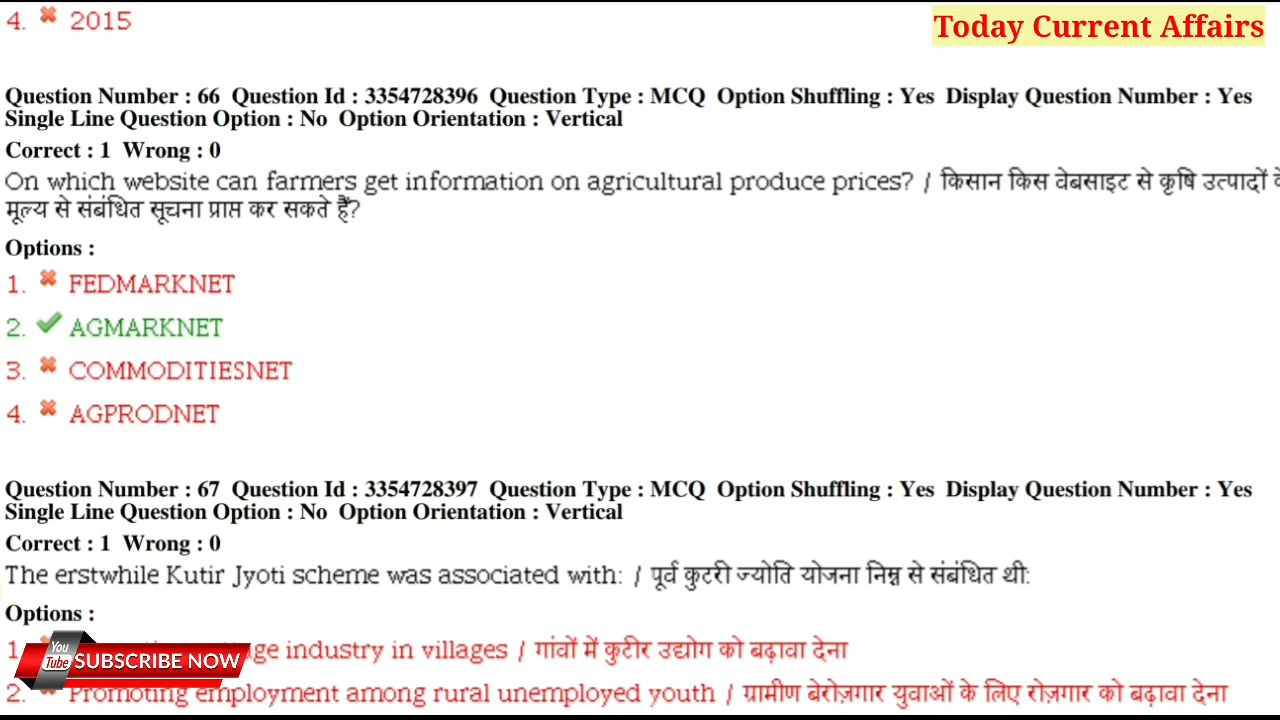 4. 2015
Today Current Affairs
Question Number : 66 Question Id : 3354728396 Question Type : MCQ Option Shuffling : Yes Display Question Number : Yes
Single Line Question Option : No Option Orientation : Vertical
Correct : 1 Wrong : 0
On which website can farmers get information on agricultural produce prices? / किसान किस वेबसाइट से कृषि उत्पादों
मूल्य से संबंधित सूचना प्राप्त कर सकते हैं?
Options :
1. FEDMARKNET
2. AGMARKNET
3. COMMODITIESNET
4. AGPRODNET
Question Number : 67 Question Id : 3354728397 Question Type : MCQ Option Shuffling : Yes Display Question Number : Yes
Single Line Question Option : No Option Orientation : Vertical
Correct : 1 Wrong : 0
The erstwhile Kutir Jyoti scheme was associated with: / पूर्व कुटरी ज्योति योजना निम्न से संबंधित थी:
Options :
1. industry in villages / गांवों में कुटीर उद्योग को बढ़ावा देना
You
Tube SUBSCRIBE NOW
2. Promoting employment among rural unemployed youth / ग्रामीण बेरोज़गार युवाओं के लिए रोज़गार को बढ़ावा देना